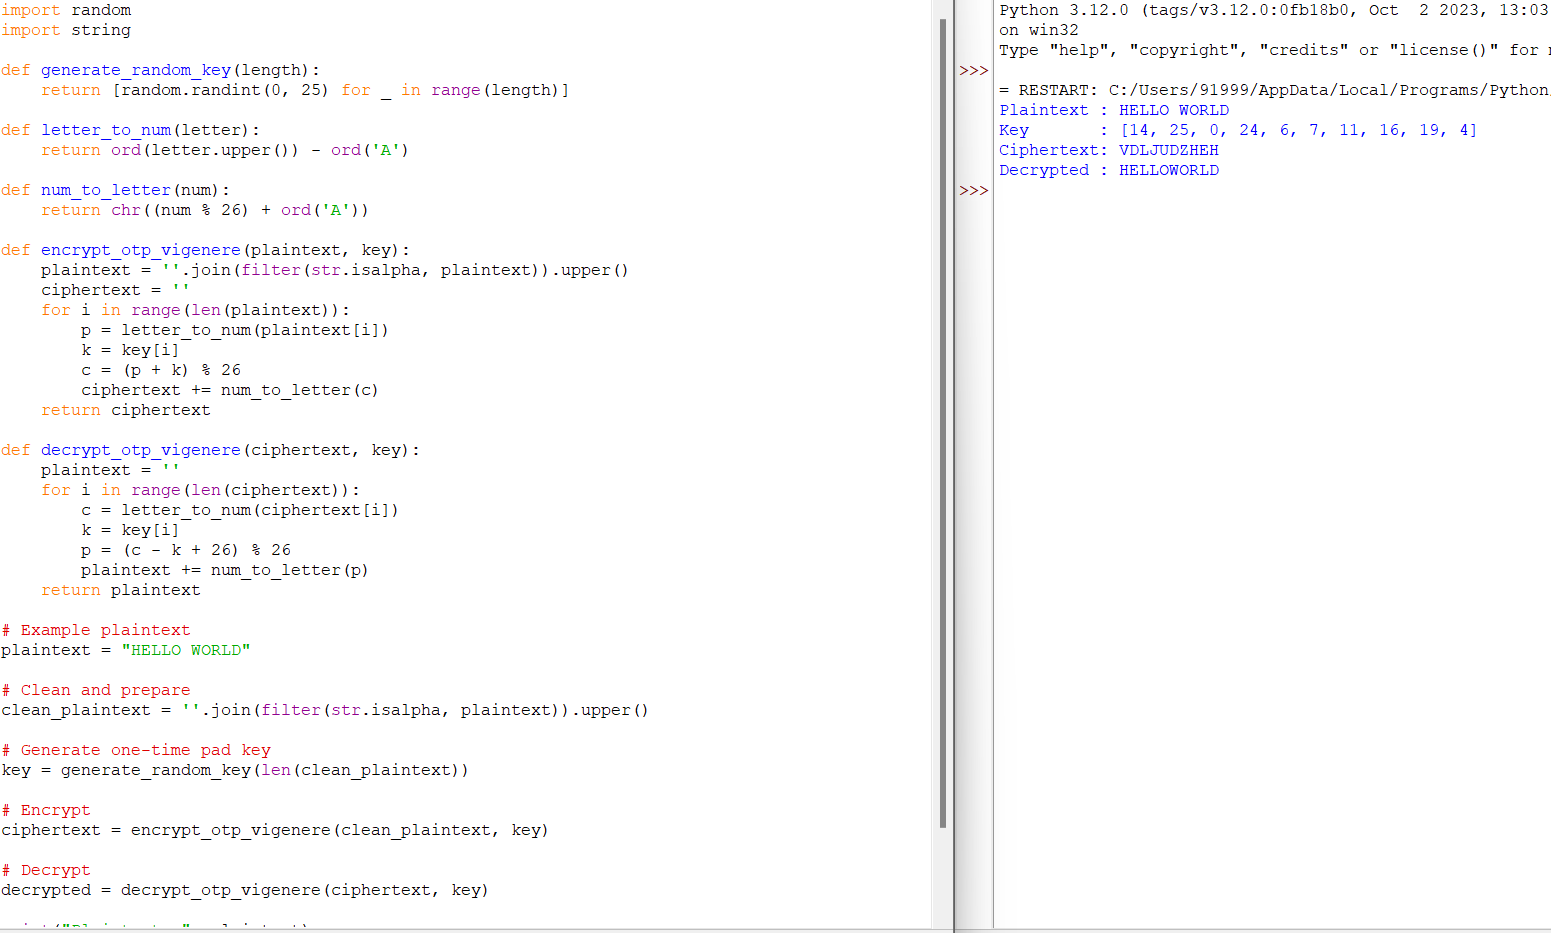 import random
import string
def generate_random_key(length):
    return [random.randint(0, 25) for _ in range(length)]
def letter_to_num(letter):
    return ord(letter.upper()) - ord('A')
def num_to_letter(num):
    return chr((num % 26) + ord('A'))
def encrypt_otp_vigenere(plaintext, key):
    plaintext = ''.join(filter(str.isalpha, plaintext)).upper()
    ciphertext = ''
    for i in range(len(plaintext)):
        p = letter_to_num(plaintext[i])
        k = key[i]
        c = (p + k) % 26
        ciphertext += num_to_letter(c)
    return ciphertext
def decrypt_otp_vigenere(ciphertext, key):
    plaintext = ''
    for i in range(len(ciphertext)):
        c = letter_to_num(ciphertext[i])
        k = key[i]
        p = (c - k + 26) % 26
        plaintext += num_to_letter(p)
    return plaintext
# Example plaintext
plaintext = "HELLO WORLD"
# Clean and prepare
clean_plaintext = ''.join(filter(str.isalpha, plaintext)).upper()
# Generate one-time pad key
key = generate_random_key(len(clean_plaintext))
# Encrypt
ciphertext = encrypt_otp_vigenere(clean_plaintext, key)
# Decrypt
decrypted = decrypt_otp_vigenere(ciphertext, key)
Python 3.12.0 (tags/v3.12.0:0fb18b0, Oct  2 2023, 13:03
on win32
Type "help", "copyright", "credits" or "license()" for
>>>
= RESTART: C:/Users/91999/AppData/Local/Programs/Python
Plaintext : HELLO WORLD
Key       : [14, 25, 0, 24, 6, 7, 11, 16, 19, 4]
Ciphertext: VDLJUDZHEH
Decrypted : HELLOWORLD
>>>